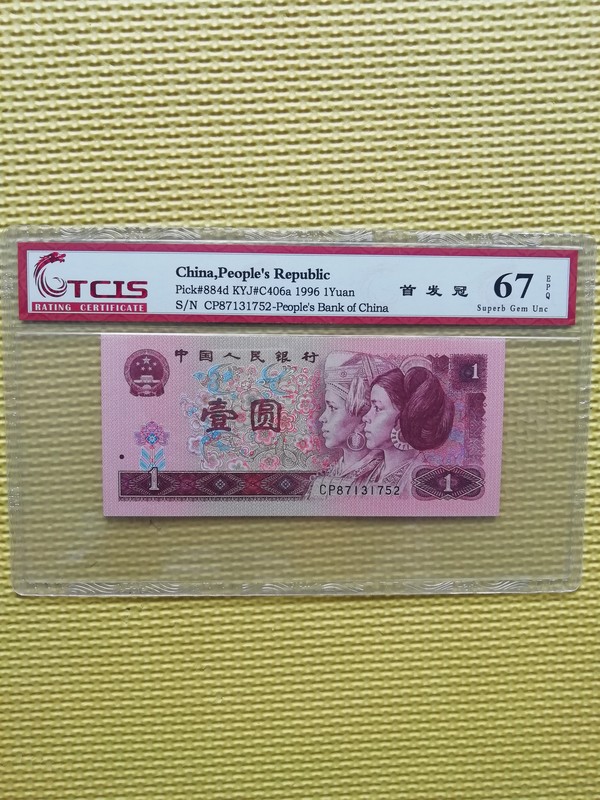 TCIS
RATING CERTIFICATE
China,People's Republic
Pick#884d KYJ#C406a 1996 1Yuan
S/N CP87131752-People's Bank of China
首发冠
67
EPQ
Superb Gem Unc
中国人民银行
1
壹圆
1
CP87131752
1